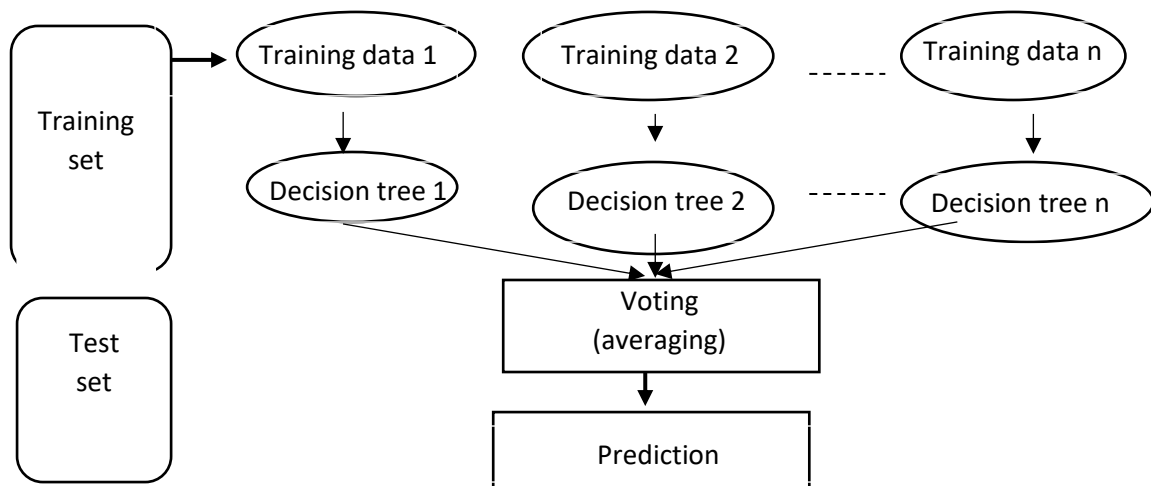 Training data 1
Training data 2
Training data n
Training
set
Decision tree 1
Decision tree 2
Decision tree n
Voting
(averaging)
Test
set
Prediction